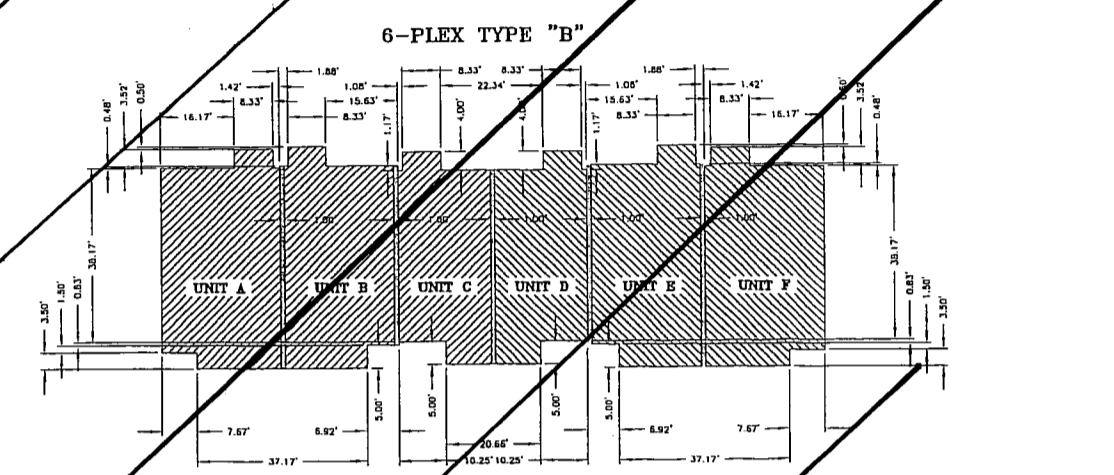 6-PLEX TYPE "B"
1.88' 8.33' 8.33' 1.88'
1.42' 1.08' 22.34' 1.08' 1.42'
8.33' 15.63' 15.63' 8.33'
16.17' 8.33' 8.33' 16.17'
0.48' 3.52' 0.50' 1.17' 4.00' 1.17' 3.52' 0.48'
1.00' 1.00' 1.00' 1.00'
38.17' 38.17'
UNIT A UNIT B UNIT C UNIT D UNIT E UNIT F
3.50' 1.50' 0.83' 0.83' 1.50' 3.50'
5.00' 5.00' 5.00' 5.00'
7.67' 6.92' 6.92' 7.67'
20.66'
37.17' 10.25' 10.25' 37.17'